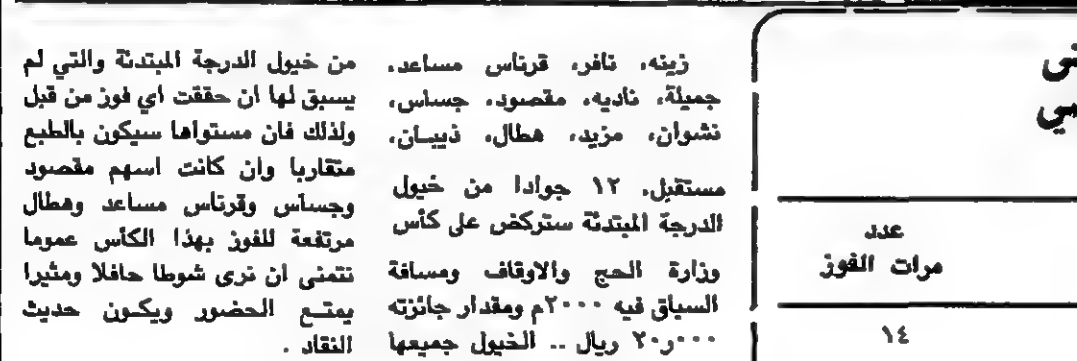 زينه، نافر، قرناس مساعد،
جميلة، ناديه، مقصود، جساس،
نشوان، مزيد، هطال، ذيبان،
مستقبل، ١٢ جوادا من خيول
الدرجة المبتدئة ستركض على كأس
وزارة الحج والاوقاف ومسافة
السباق فيه ٢٠٠٠م ومقدار جائزته
٢٠ر٠٠٠ ريال .. الخيول جميعها
من خيول الدرجة المبتدئة والتي لم
يسبق لها ان حققت اي فوز من قبل
ولذلك فان مستواها سيكون بالطبع
متقاربا وان كانت اسهم مقصود
وجساس وقرناس مساعد وهطال
مرتفعة للفوز بهذا الكأس عموما
نتمنى ان نرى شوطا حافلا ومثيرا
يمتع الحضور ويكون حديث
النقاد .
عدد
مرات الفوز
١٤